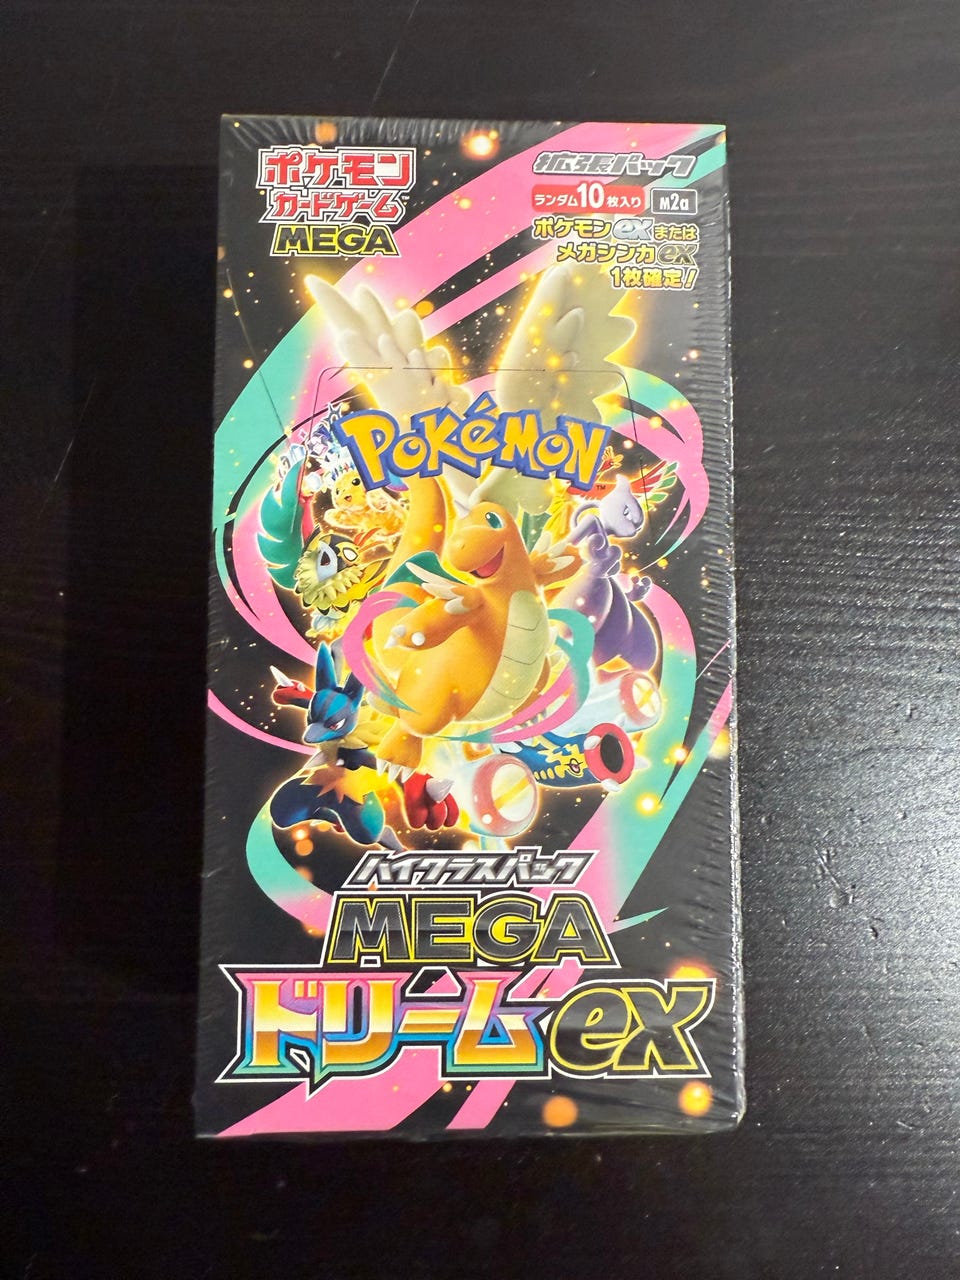 ポケモン
カードゲーム™
MEGA
拡張パック
ランダム10枚入り
M2a
ポケモンexまたは
メガシンカex
1枚確定!
POKéMON™
ハイクラスパック
MEGA
ドリームex